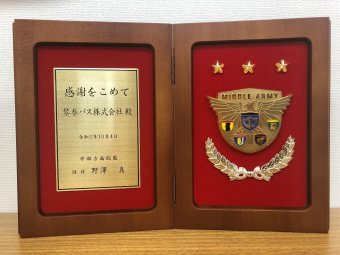 感謝をこめて
琴参バス株式会社 殿
令和2年10月4日
中部方面総監
陸将 野澤 真
MIDDLE ARMY